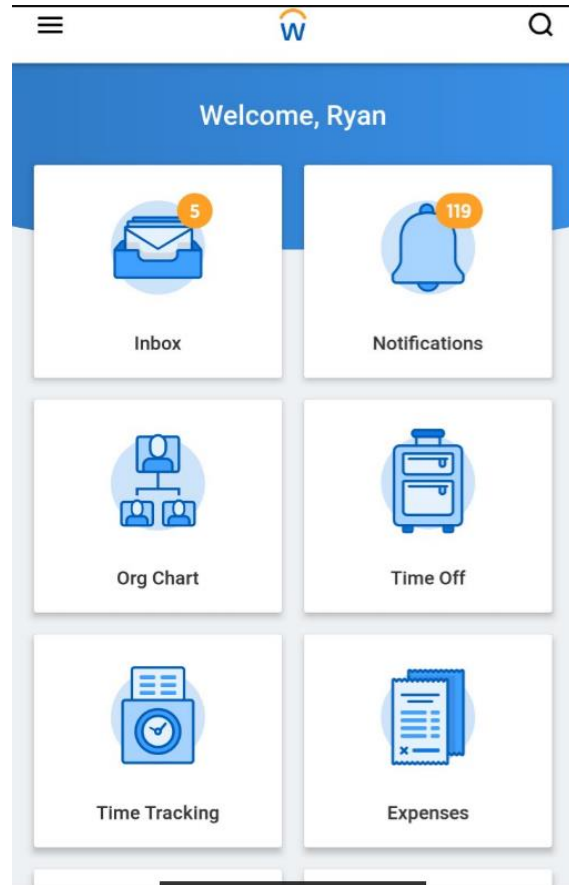 W
Welcome, Ryan
5
119
Inbox
Notifications
Org Chart
Time Off
Time Tracking
Expenses